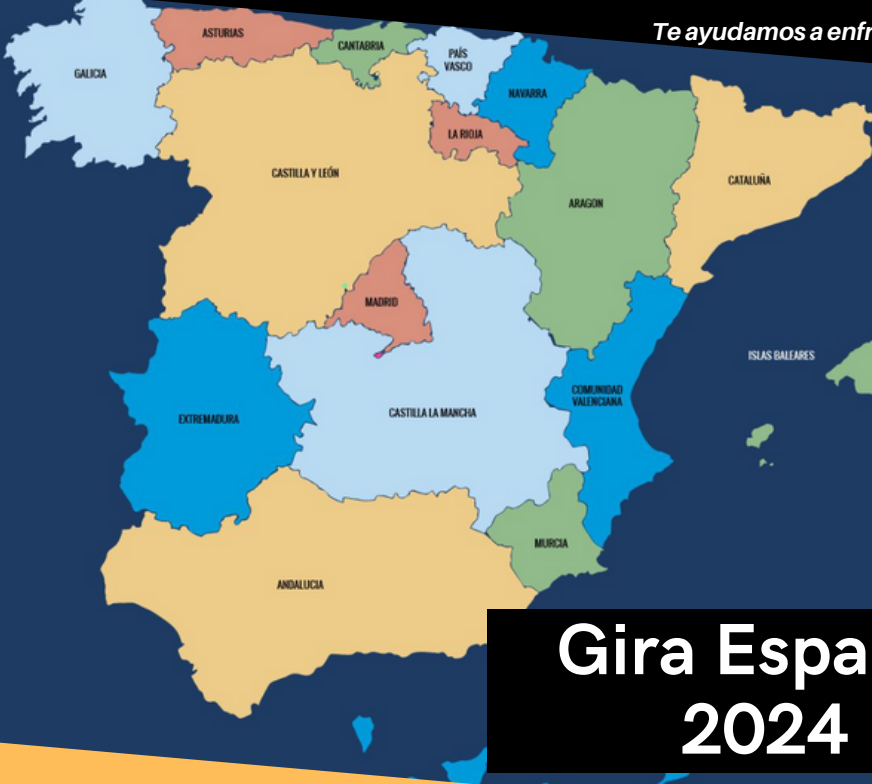 Te ayudamos a enfr
ASTURIAS
CANTABRIA
PAÍS
VASCO
GALICIA
NAVARRA
LA RIOJA
CASTILLA Y LEÓN
CATALUÑA
ARAGON
MADRID
ISLAS BALEARES
COMUNIDAD
VALENCIANA
EXTREMADURA
CASTILLA LA MANCHA
MURCIA
ANDALUCIA
Gira Espa
2024